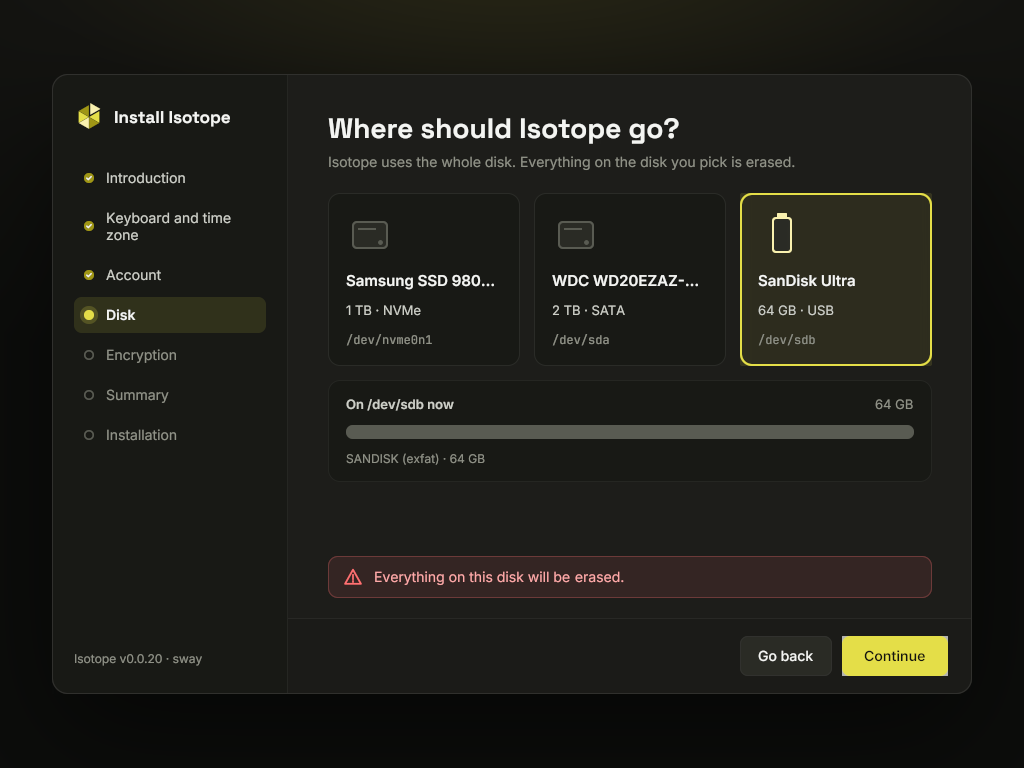 Install Isotope
Introduction
Keyboard and time
zone
Account
Disk
Encryption
Summary
Installation
Isotope v0.0.20 · sway
Where should Isotope go?
Isotope uses the whole disk. Everything on the disk you pick is erased.
Samsung SSD 980...
1 TB · NVMe
/dev/nvme0n1
WDC WD20EZAZ-...
2 TB · SATA
/dev/sda
SanDisk Ultra
64 GB · USB
/dev/sdb
On /dev/sdb now
64 GB
SANDISK (exfat) · 64 GB
Everything on this disk will be erased.
Go back
Continue